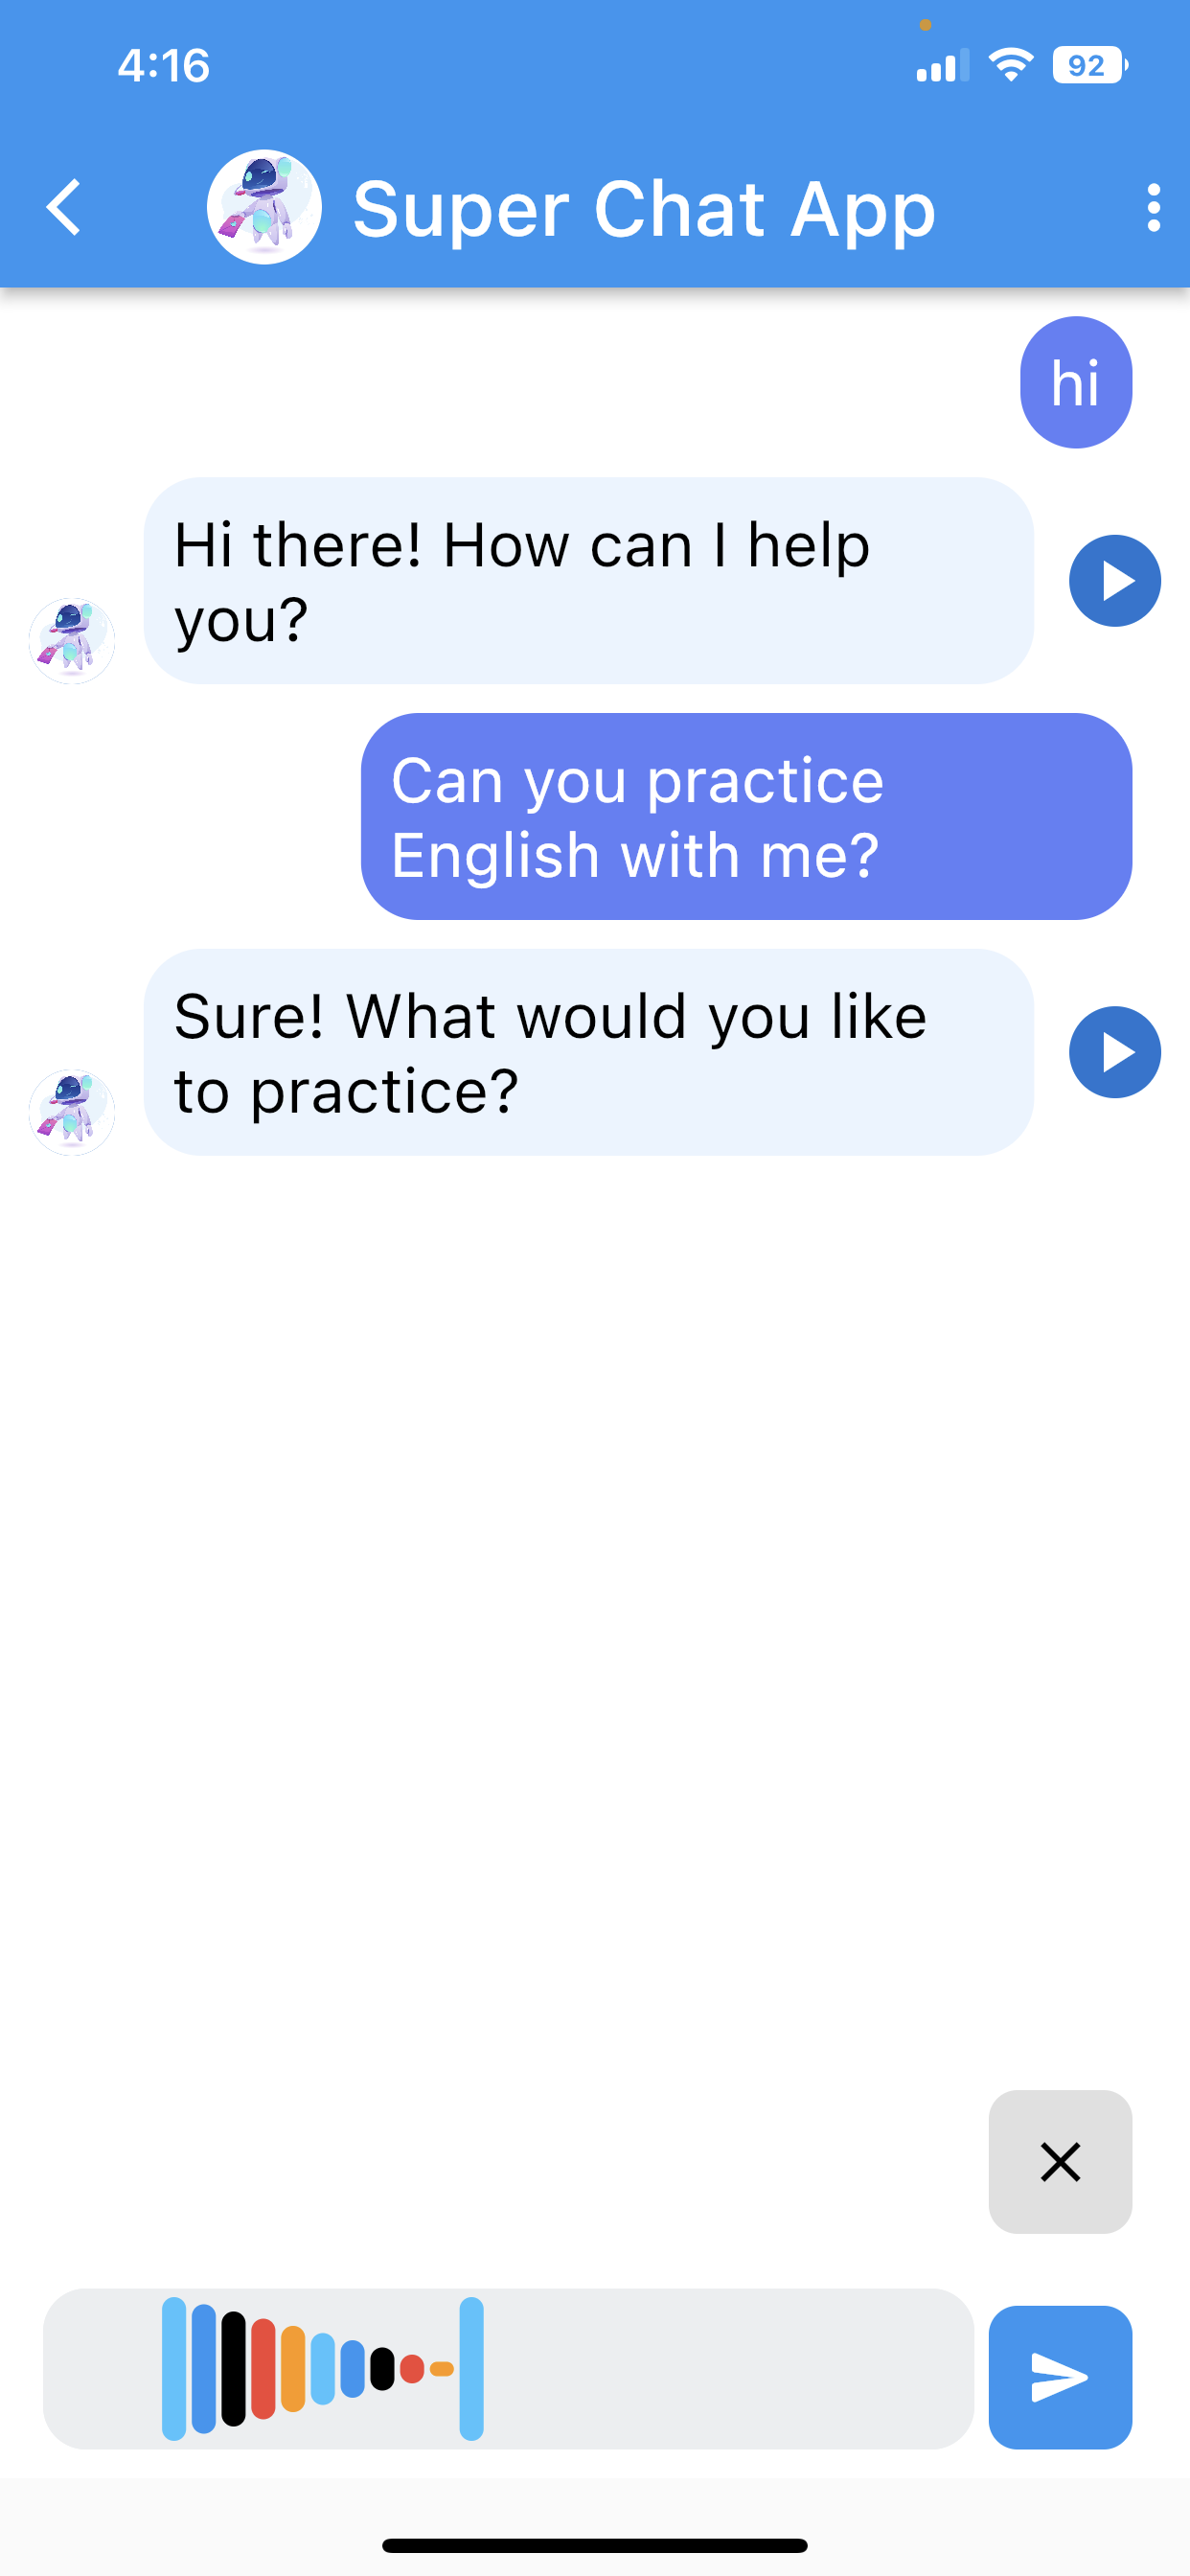 4:16
92
Super Chat App
hi
Hi there! How can I help
you?
Can you practice
English with me?
Sure! What would you like
to practice?